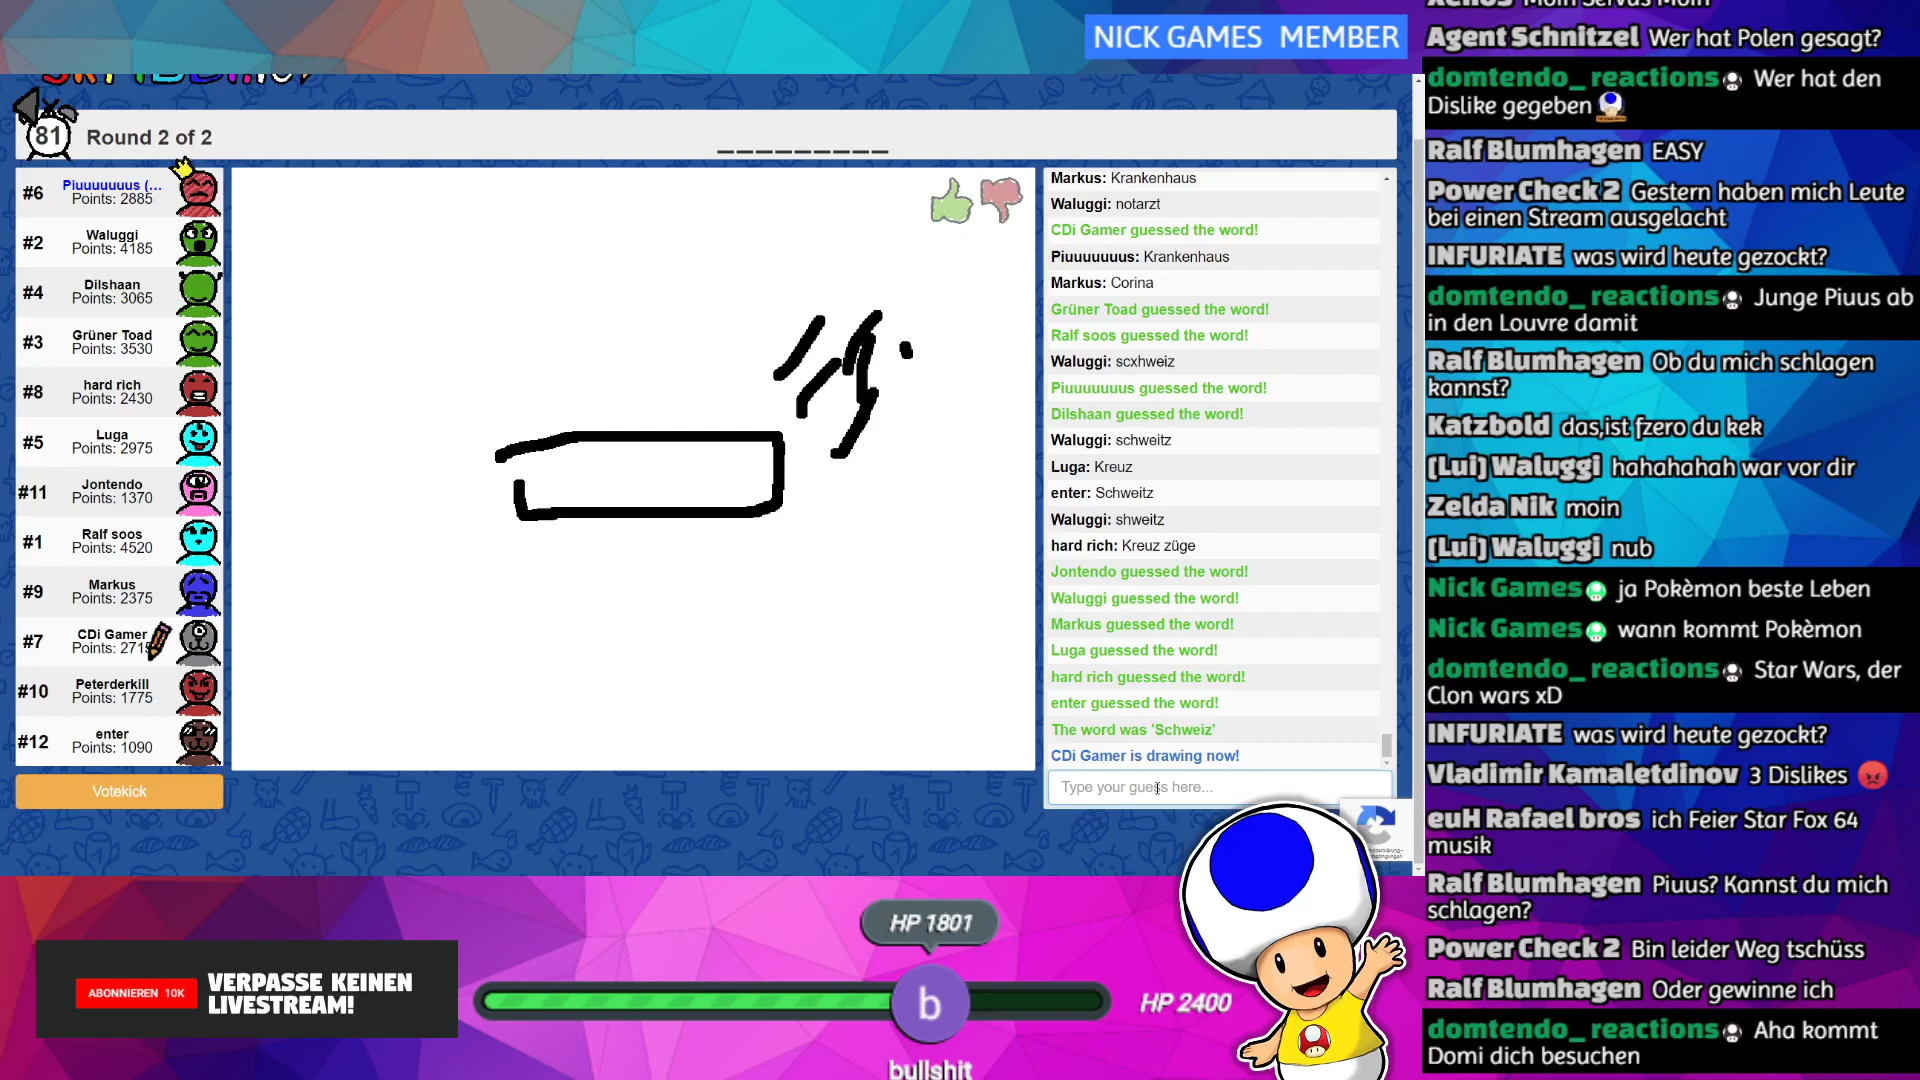 NICK GAMES MEMBER
81
Round 2 of 2
_________
#6
Piuuuuuuus (...
Points: 2885
#2
Waluggi
Points: 4185
#4
Dilshaan
Points: 3065
#3
Grüner Toad
Points: 3530
#8
hard rich
Points: 2430
#5
Luga
Points: 2975
#11
Jontendo
Points: 1370
#1
Ralf soos
Points: 4520
#9
Markus
Points: 2375
#7
CDi Gamer
Points: 2715
#10
Peterderkill
Points: 1775
#12
enter
Points: 1090
Votekick
Markus: Krankenhaus
Waluggi: notarzt
CDi Gamer guessed the word!
Piuuuuuuus: Krankenhaus
Markus: Corina
Grüner Toad guessed the word!
Ralf soos guessed the word!
Waluggi: scxhweiz
Piuuuuuuus guessed the word!
Dilshaan guessed the word!
Waluggi: schweitz
Luga: Kreuz
enter: Schweitz
Waluggi: shweitz
hard rich: Kreuz züge
Jontendo guessed the word!
Waluggi guessed the word!
Markus guessed the word!
Luga guessed the word!
hard rich guessed the word!
enter guessed the word!
The word was 'Schweiz'
CDi Gamer is drawing now!
Type your guess here...
Agent Schnitzel Wer hat Polen gesagt?
domtendo_ reactions Wer hat den
Dislike gegeben
Ralf Blumhagen EASY
Power Check 2 Gestern haben mich Leute
bei einen Stream ausgelacht
INFURIATE was wird heute gezockt?
domtendo_ reactions Junge Piuus ab
in den Louvre damit
Ralf Blumhagen Ob du mich schlagen
kannst?
Katzbold das,ist fzero du kek
[Lui] Waluggi hahahahah war vor dir
Zelda Nik moin
[Lui] Waluggi nub
Nick Games ja Pokèmon beste Leben
Nick Games wann kommt Pokèmon
domtendo_ reactions Star Wars, der
Clon wars xD
INFURIATE was wird heute gezockt?
Vladimir Kamaletdinov 3 Dislikes
euH Rafael bros ich Feier Star Fox 64
musik
Ralf Blumhagen Piuus? Kannst du mich
schlagen?
Power Check 2 Bin leider Weg tschüss
Ralf Blumhagen Oder gewinne ich
domtendo_ reactions Aha kommt
Domi dich besuchen
ABONNIEREN 10K
VERPASSE KEINEN
LIVESTREAM!
HP 1801
b
HP 2400
bullshit